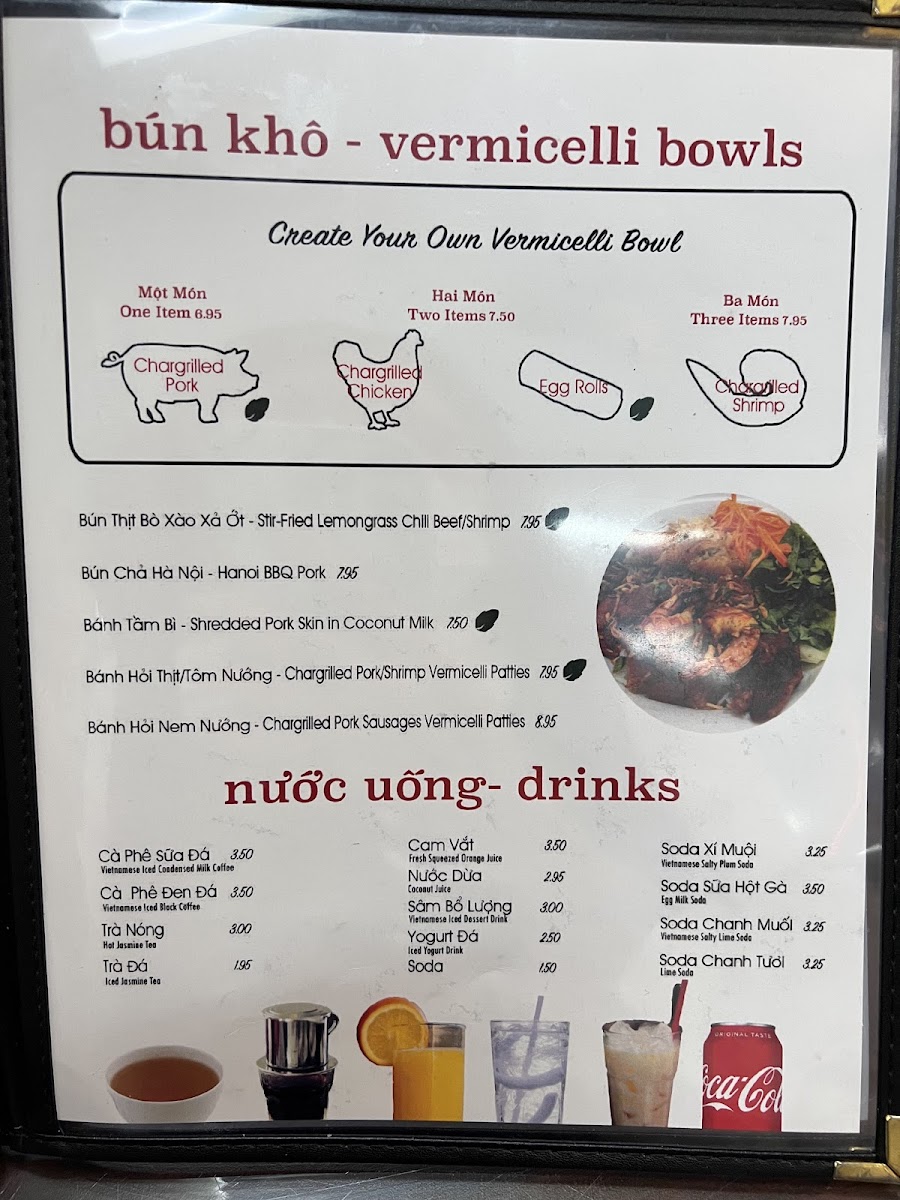 bún khô - vermicelli bowls
Create Your Own Vermicelli Bowl
Một Món
One Item 6.95
Hai Món
Two Items 7.50
Ba Món
Three Items 7.95
Chargrilled
Pork
Chargrilled
Chicken
Egg Rolls
Chargrilled
Shrimp
Bún Thịt Bò Xào Xả Ớt - Stir-Fried Lemongrass Chili Beef/Shrimp 7.95
Bún Chả Hà Nội - Hanoi BBQ Pork 7.95
Bánh Tầm Bì - Shredded Pork Skin in Coconut Milk 7.50
Bánh Hỏi Thịt/Tôm Nướng - Chargrilled Pork/Shrimp Vermicelli Patties 7.95
Bánh Hỏi Nem Nướng - Chargrilled Pork Sausages Vermicelli Patties 8.95
nước uống- drinks
Cà Phê Sữa Đá 3.50
Vietnamese Iced Condensed Milk Coffee
Cà Phê Đen Đá 3.50
Vietnamese Iced Black Coffee
Trà Nóng 3.00
Hot Jasmine Tea
Trà Đá 1.95
Iced Jasmine Tea
Cam Vắt 3.50
Fresh Squeezed Orange Juice
Nước Dừa 2.95
Coconut Juice
Sâm Bổ Lượng 3.00
Vietnamese Iced Dessert Drink
Yogurt Đá 2.50
Iced Yogurt Drink
Soda 1.50
Soda Xí Muội 3.25
Vietnamese Salty Plum Soda
Soda Sữa Hột Gà 3.50
Egg Milk Soda
Soda Chanh Muối 3.25
Vietnamese Salty Lime Soda
Soda Chanh Tươi 3.25
Lime Soda
ORIGINAL TASTE
Coca-Cola